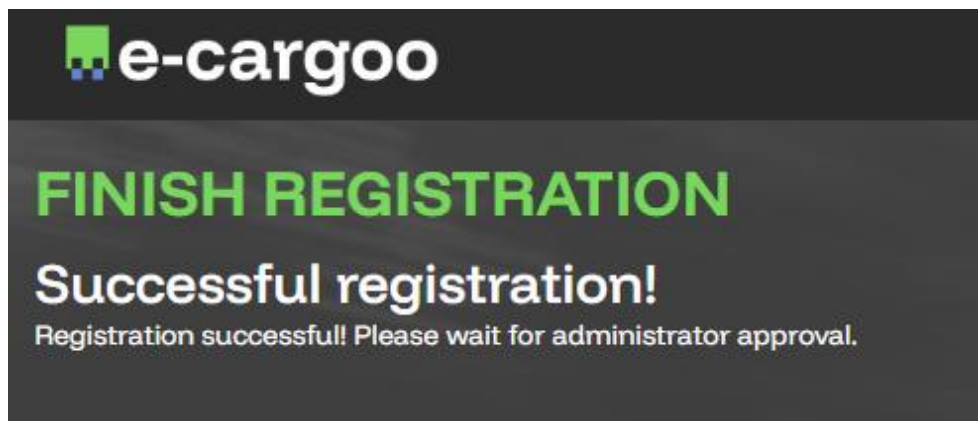 e-cargoo
FINISH REGISTRATION
Successful registration!
Registration successful! Please wait for administrator approval.